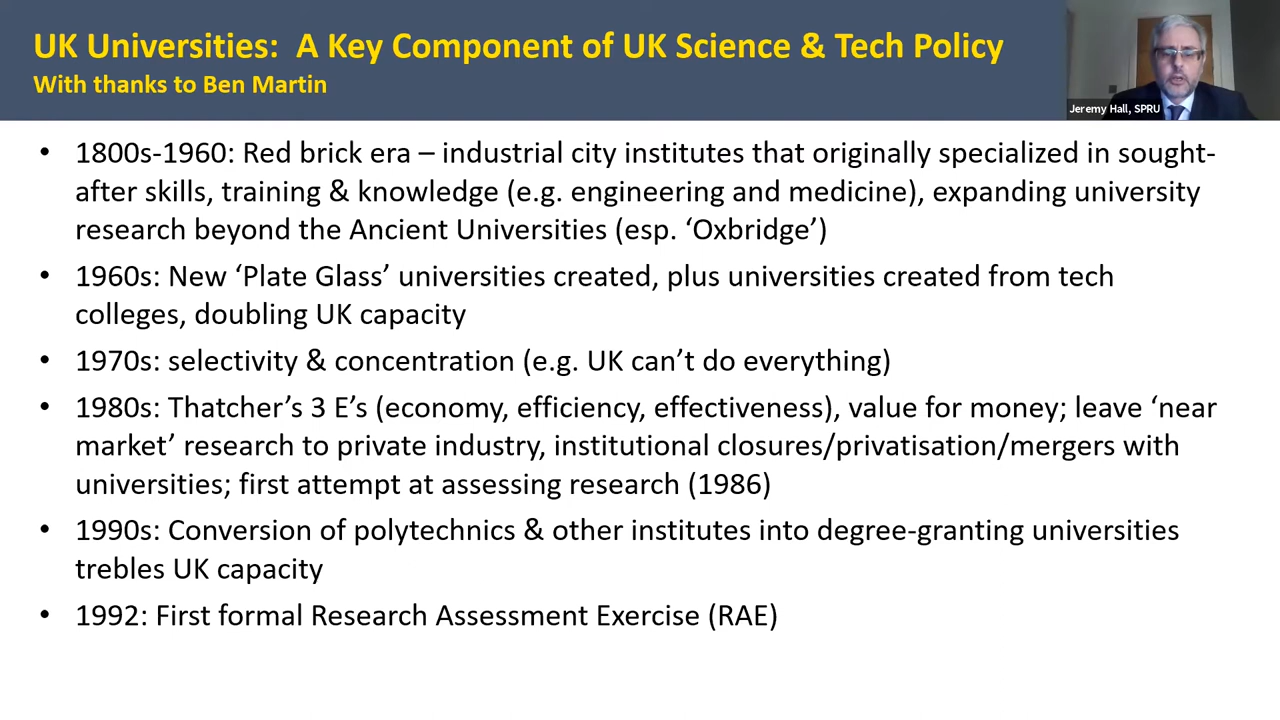 UK Universities:  A Key Component of UK Science & Tech Policy
With thanks to Ben Martin
Jeremy Hall, SPRU
• 1800s-1960: Red brick era – industrial city institutes that originally specialized in sought-
after skills, training & knowledge (e.g. engineering and medicine), expanding university
research beyond the Ancient Universities (esp. ‘Oxbridge’)
• 1960s: New ‘Plate Glass’ universities created, plus universities created from tech
colleges, doubling UK capacity
• 1970s: selectivity & concentration (e.g. UK can’t do everything)
• 1980s: Thatcher’s 3 E’s (economy, efficiency, effectiveness), value for money; leave ‘near
market’ research to private industry, institutional closures/privatisation/mergers with
universities; first attempt at assessing research (1986)
• 1990s: Conversion of polytechnics & other institutes into degree-granting universities
trebles UK capacity
• 1992: First formal Research Assessment Exercise (RAE)